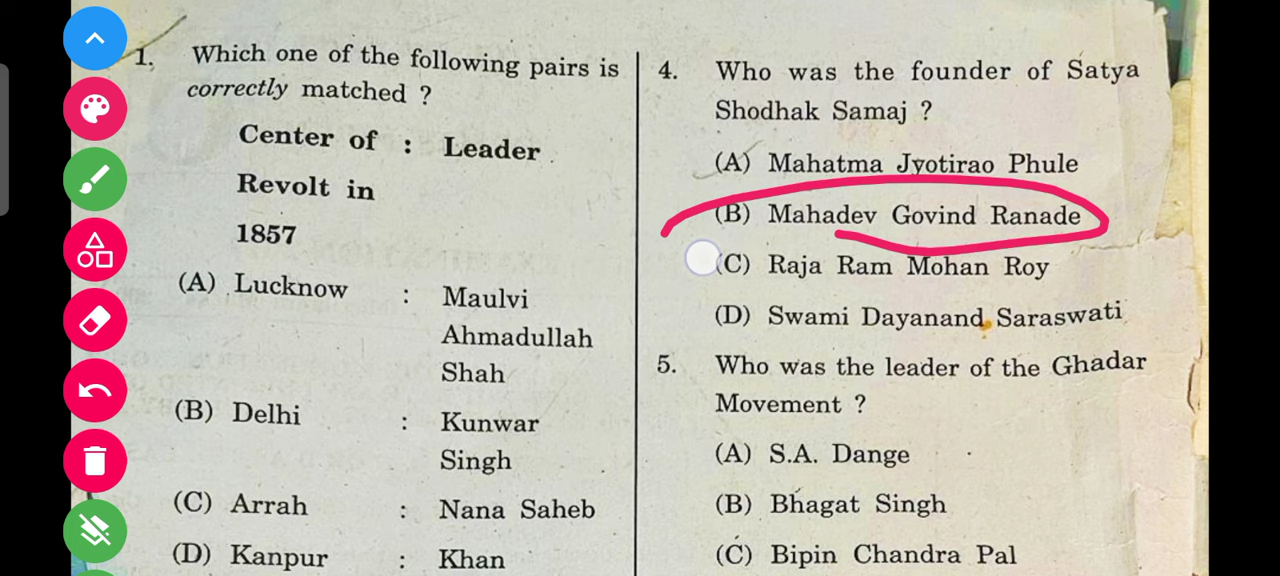 1. Which one of the following pairs is
correctly matched ?
Center of : Leader
Revolt in
1857
(A) Lucknow : Maulvi
Ahmadullah
Shah
(B) Delhi : Kunwar
Singh
(C) Arrah : Nana Saheb
(D) Kanpur : Khan
4. Who was the founder of Satya
Shodhak Samaj ?
(A) Mahatma Jyotirao Phule
(B) Mahadev Govind Ranade
(C) Raja Ram Mohan Roy
(D) Swami Dayanand Saraswati
5. Who was the leader of the Ghadar
Movement ?
(A) S.A. Dange
(B) Bhagat Singh
(C) Bipin Chandra Pal